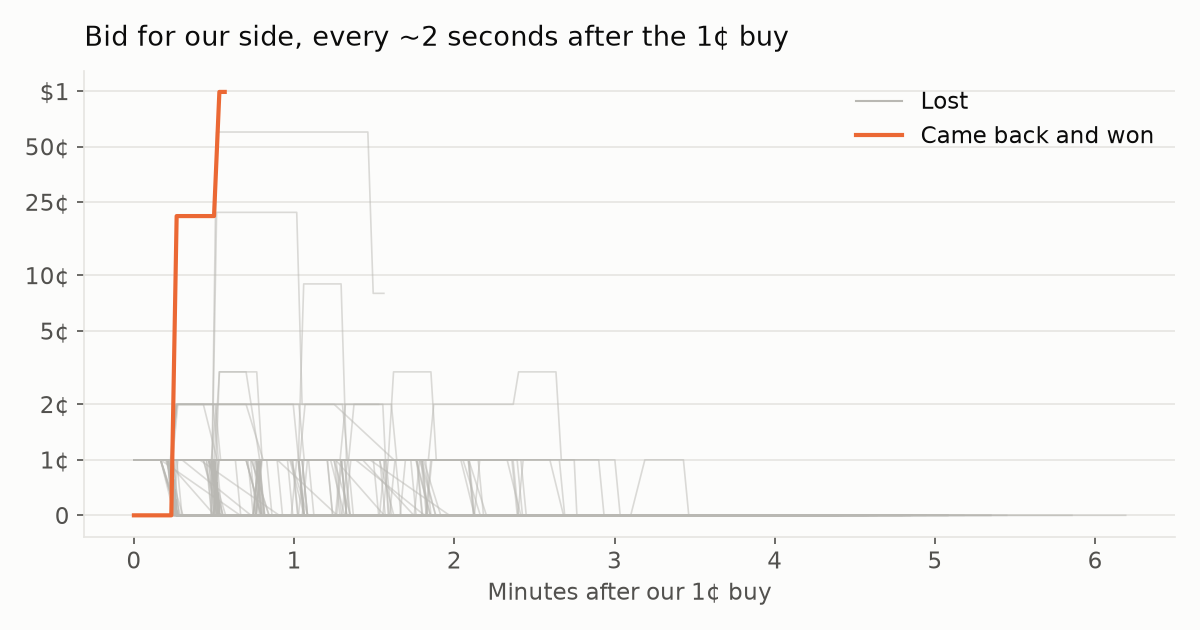 Bid for our side, every ~2 seconds after the 1¢ buy
Lost
Came back and won
$1
50¢
25¢
10¢
5¢
2¢
1¢
0
0 1 2 3 4 5 6
Minutes after our 1¢ buy